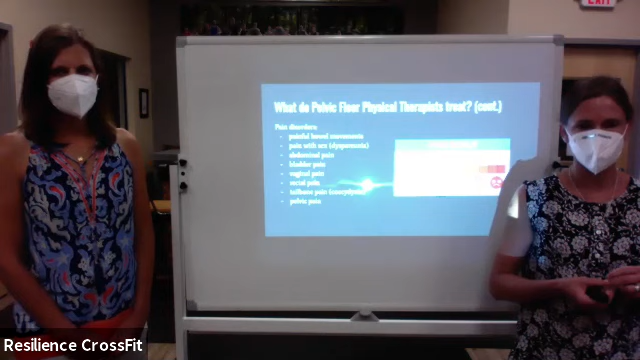 EXIT
What do Pelvic Floor Physical Therapists treat? (cont.)
Pain disorders
- painful bowel movements
- pain with sex (dyspareunia)
- abdominal pain
- bladder pain
- vaginal pain
- rectal pain
- tailbone pain (coccydynia)
- pelvic pain
Resilience CrossFit